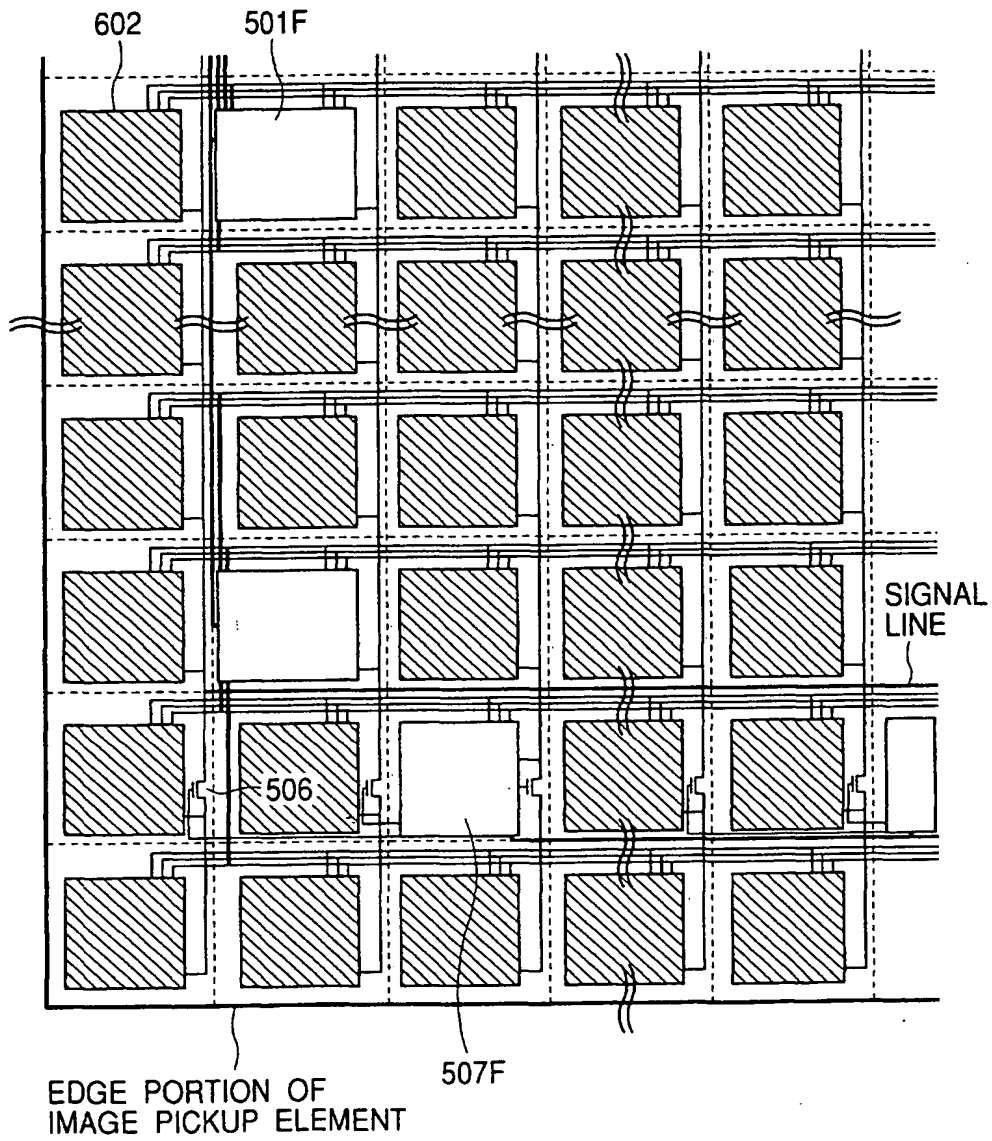 602
501F
SIGNAL
LINE
506
507F
EDGE PORTION OF
IMAGE PICKUP ELEMENT